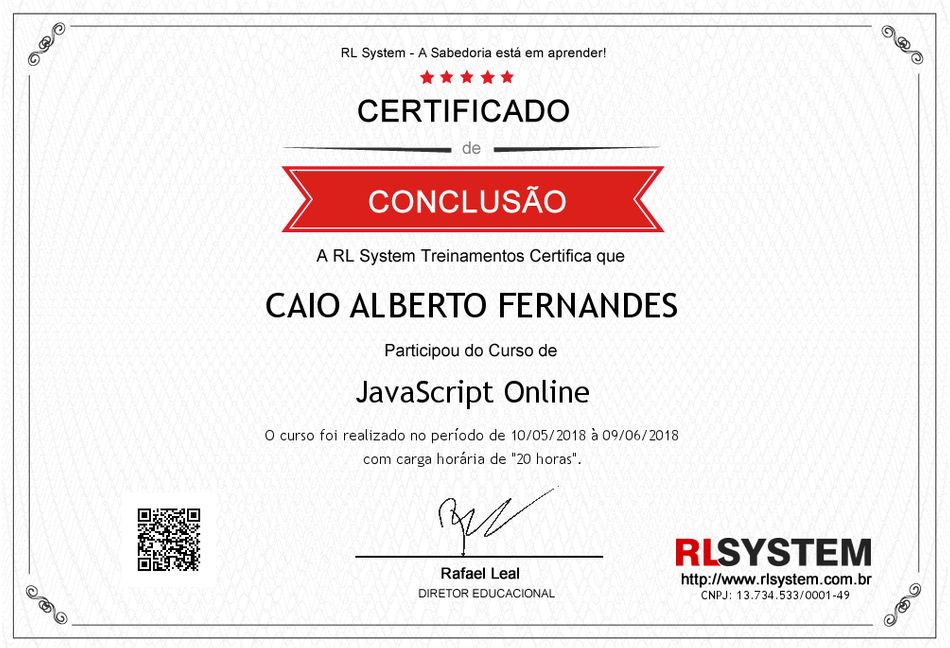 RL System - A Sabedoria está em aprender!
CERTIFICADO
de
CONCLUSÃO
A RL System Treinamentos Certifica que
CAIO ALBERTO FERNANDES
Participou do Curso de
JavaScript Online
O curso foi realizado no período de 10/05/2018 à 09/06/2018
com carga horária de "20 horas".
Rafael Leal
DIRETOR EDUCACIONAL
RLSYSTEM
http://www.rlsystem.com.br
CNPJ: 13.734.533/0001-49